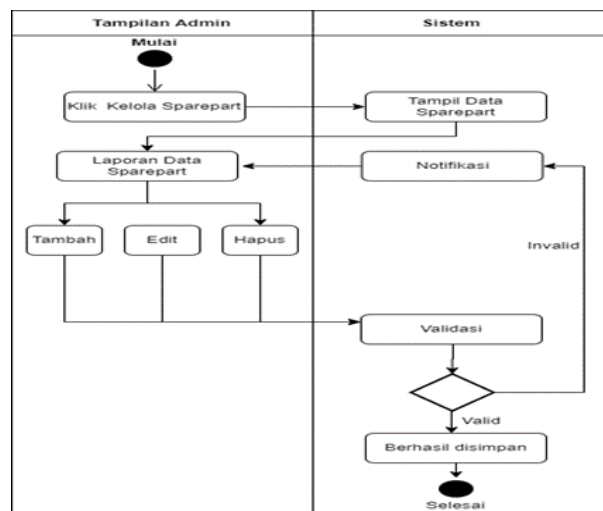 Tampilan Admin
Sistem
Mulai
Klik Kelola Sparepart
Tampil Data
Sparepart
Laporan Data
Sparepart
Notifikasi
Tambah
Edit
Hapus
Invalid
Validasi
Valid
Berhasil disimpan
Selesai